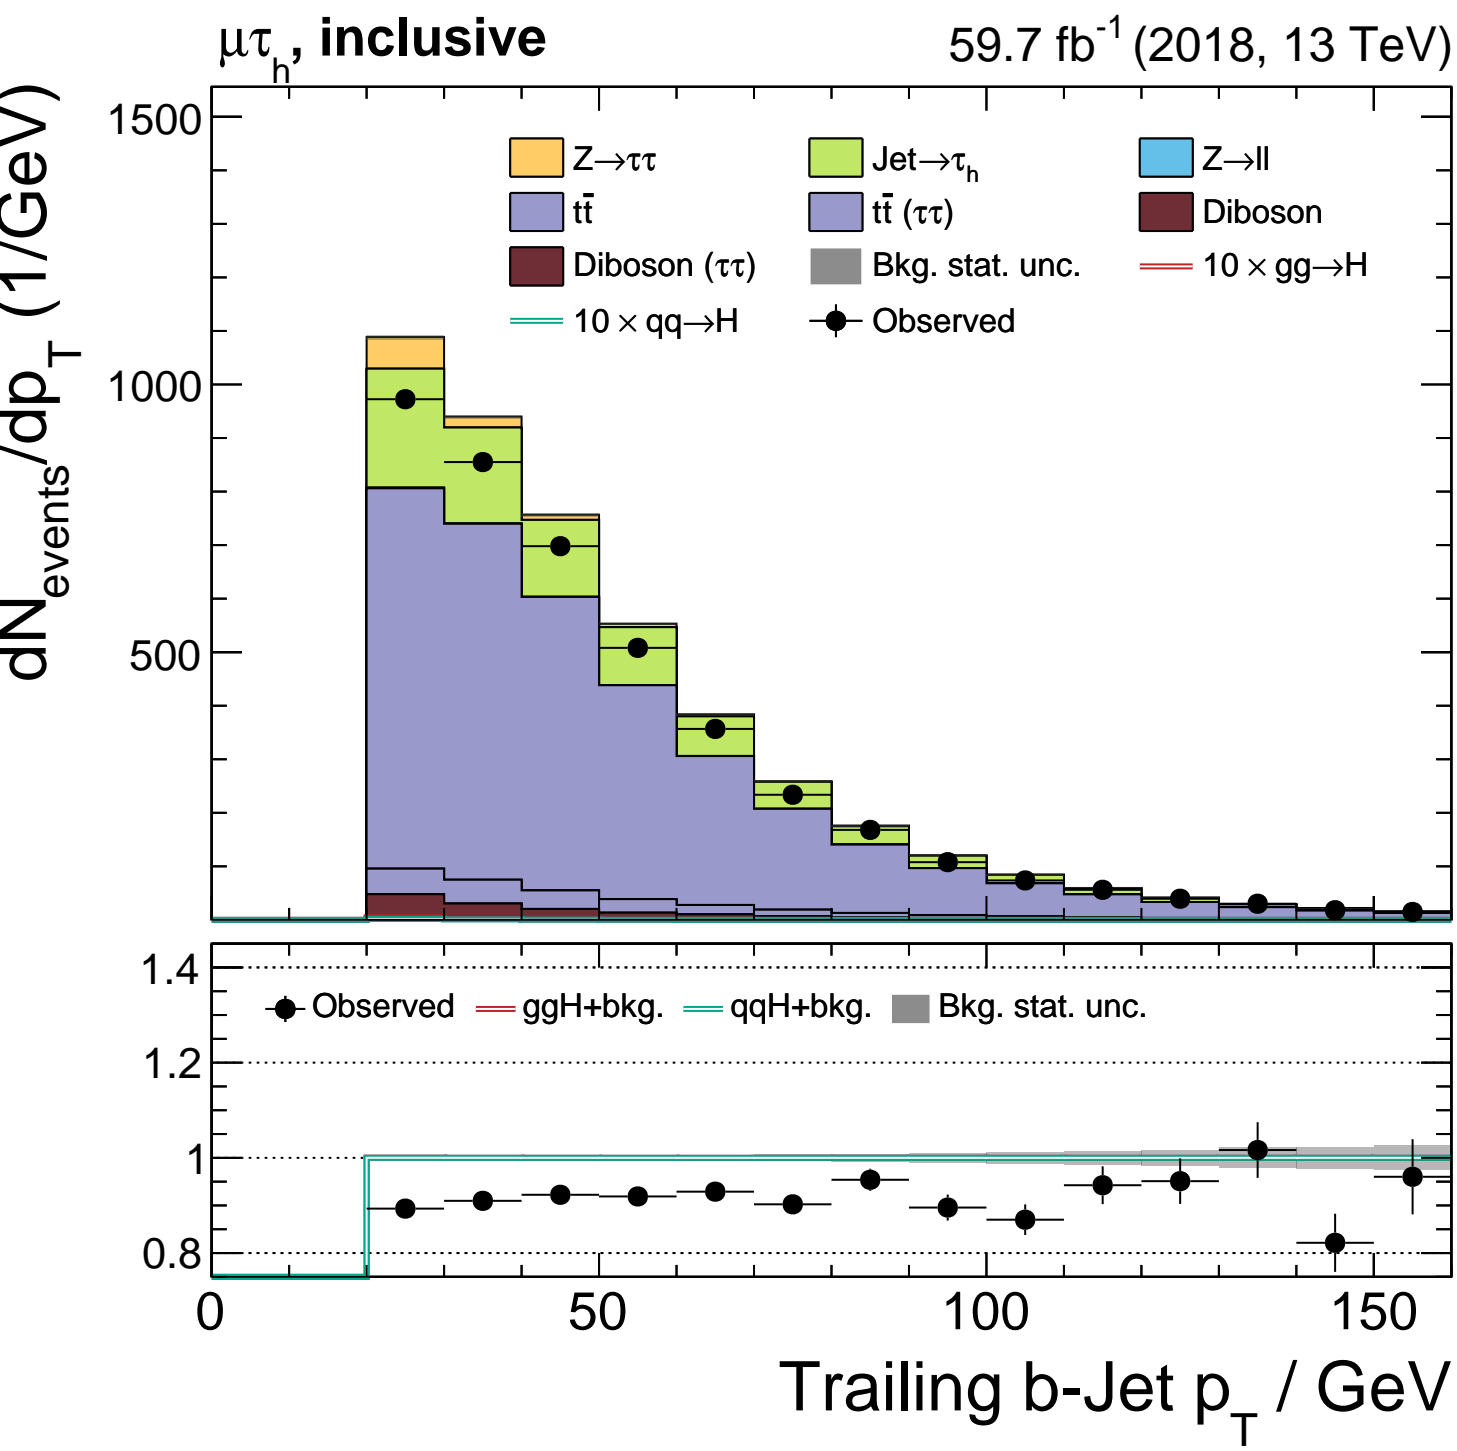 μτh, inclusive
59.7 fb-1 (2018, 13 TeV)
dNevents/dpT (1/GeV)
1500
1000
500
Z→ττ
Jet→τh
Z→ll
tt̄
tt̄ (ττ)
Diboson
Diboson (ττ)
Bkg. stat. unc.
10 × gg→H
10 × qq→H
Observed
1.4
1.2
1
0.8
Observed
ggH+bkg.
qqH+bkg.
Bkg. stat. unc.
0
50
100
150
Trailing b-Jet pT / GeV